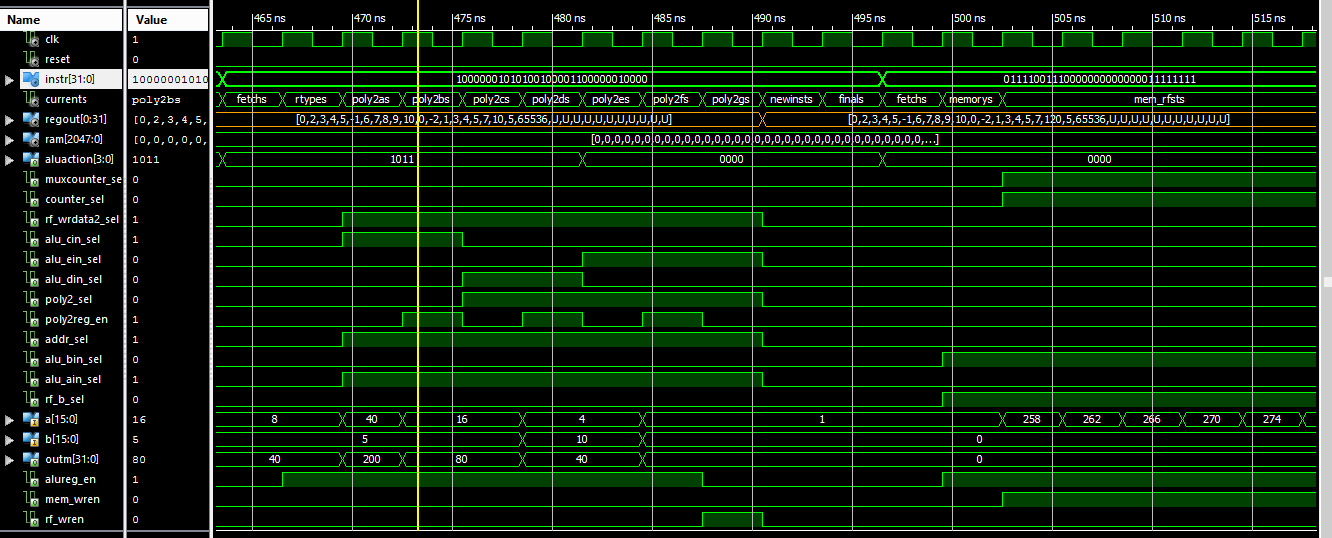 Name Value 465 ns 470 ns 475 ns 480 ns 485 ns 490 ns 495 ns 500 ns 505 ns 510 ns 515 ns
clk 1
reset 0
instr[31:0] 10000001010 10000001010100100001100000010000 01111001110000000000000011111111
currents poly2bs fetchs rtypes poly2as poly2bs poly2cs poly2ds poly2es poly2fs poly2gs newinsts finals fetchs memorys mem_rfsts
regout[0:31] [0,2,3,4,5, [0,2,3,4,5,-1,6,7,8,9,10,0,-2,1,3,4,5,7,10,5,65536,U,U,U,U,U,U,U,U,U,U,U] [0,2,3,4,5,-1,6,7,8,9,10,0,-2,1,3,4,5,7,120,5,65536,U,U,U,U,U,U,U,U,U,U,U]
ram[2047:0] [0,0,0,0,0, [0,0,0,0,0,0,0,0,0,0,0,0,0,0,0,0,0,0,0,0,0,0,0,0,0,0,0,0,0,0,0,0,...]
aluaction[3:0] 1011 1011 0000 0000
muxcounter_se 0
counter_sel 0
rf_wrdata2_sel 1
alu_cin_sel 1
alu_ein_sel 0
alu_din_sel 0
poly2_sel 0
poly2reg_en 1
addr_sel 1
alu_bin_sel 0
alu_ain_sel 1
rf_b_sel 0
a[15:0] 16 8 40 16 4 1 258 262 266 270 274
b[15:0] 5 5 10 0
outm[31:0] 80 40 200 80 40 0
alureg_en 1
mem_wren 0
rf_wren 0